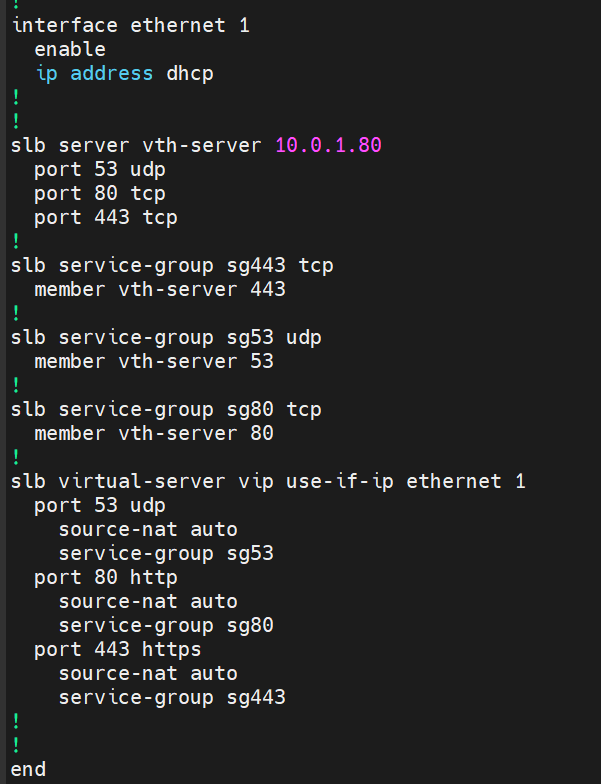 !
interface ethernet 1
  enable
  ip address dhcp
!
!
slb server vth-server 10.0.1.80
  port 53 udp
  port 80 tcp
  port 443 tcp
!
slb service-group sg443 tcp
  member vth-server 443
!
slb service-group sg53 udp
  member vth-server 53
!
slb service-group sg80 tcp
  member vth-server 80
!
slb virtual-server vip use-if-ip ethernet 1
  port 53 udp
    source-nat auto
    service-group sg53
  port 80 http
    source-nat auto
    service-group sg80
  port 443 https
    source-nat auto
    service-group sg443
!
!
end